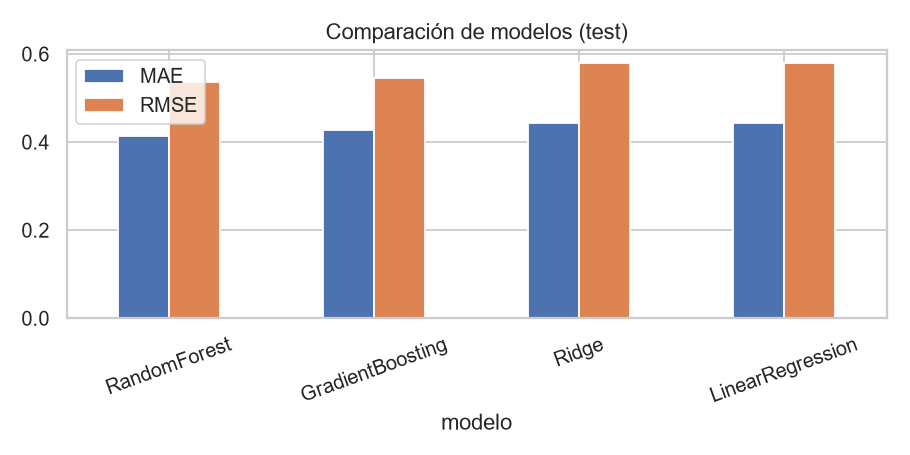 Comparación de modelos (test)
MAE
RMSE
0.6
0.4
0.2
0.0
RandomForest
GradientBoosting
Ridge
LinearRegression
modelo